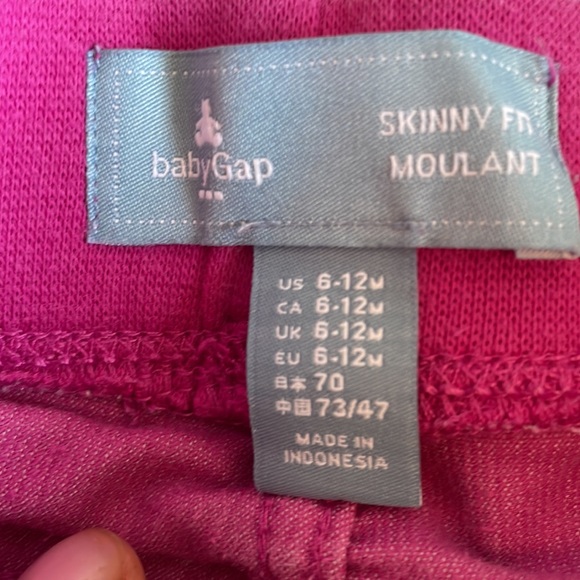 babyGap
SKINNY FIT
MOULANT
US 6-12M
CA 6-12M
UK 6-12M
EU 6-12M
日本 70
中国 73/47
MADE IN
INDONESIA